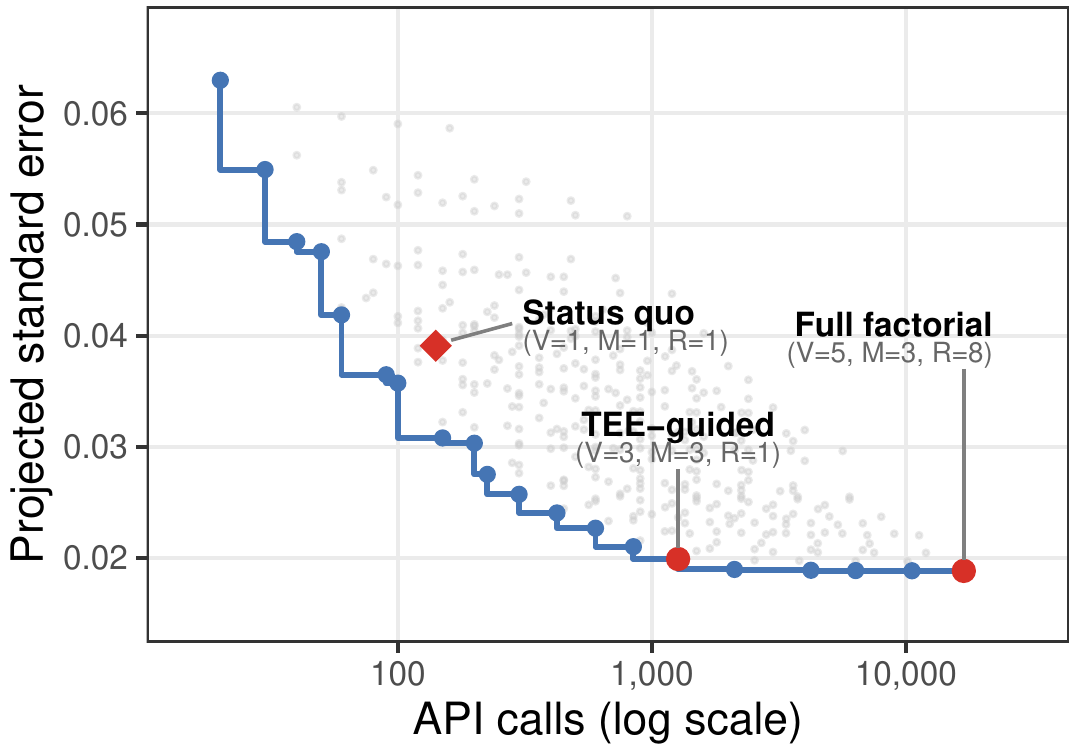 0.06
0.05
0.04
0.03
0.02
Projected standard error
Status quo
(V=1, M=1, R=1)
Full factorial
(V=5, M=3, R=8)
TEE−guided
(V=3, M=3, R=1)
100
1,000
10,000
API calls (log scale)